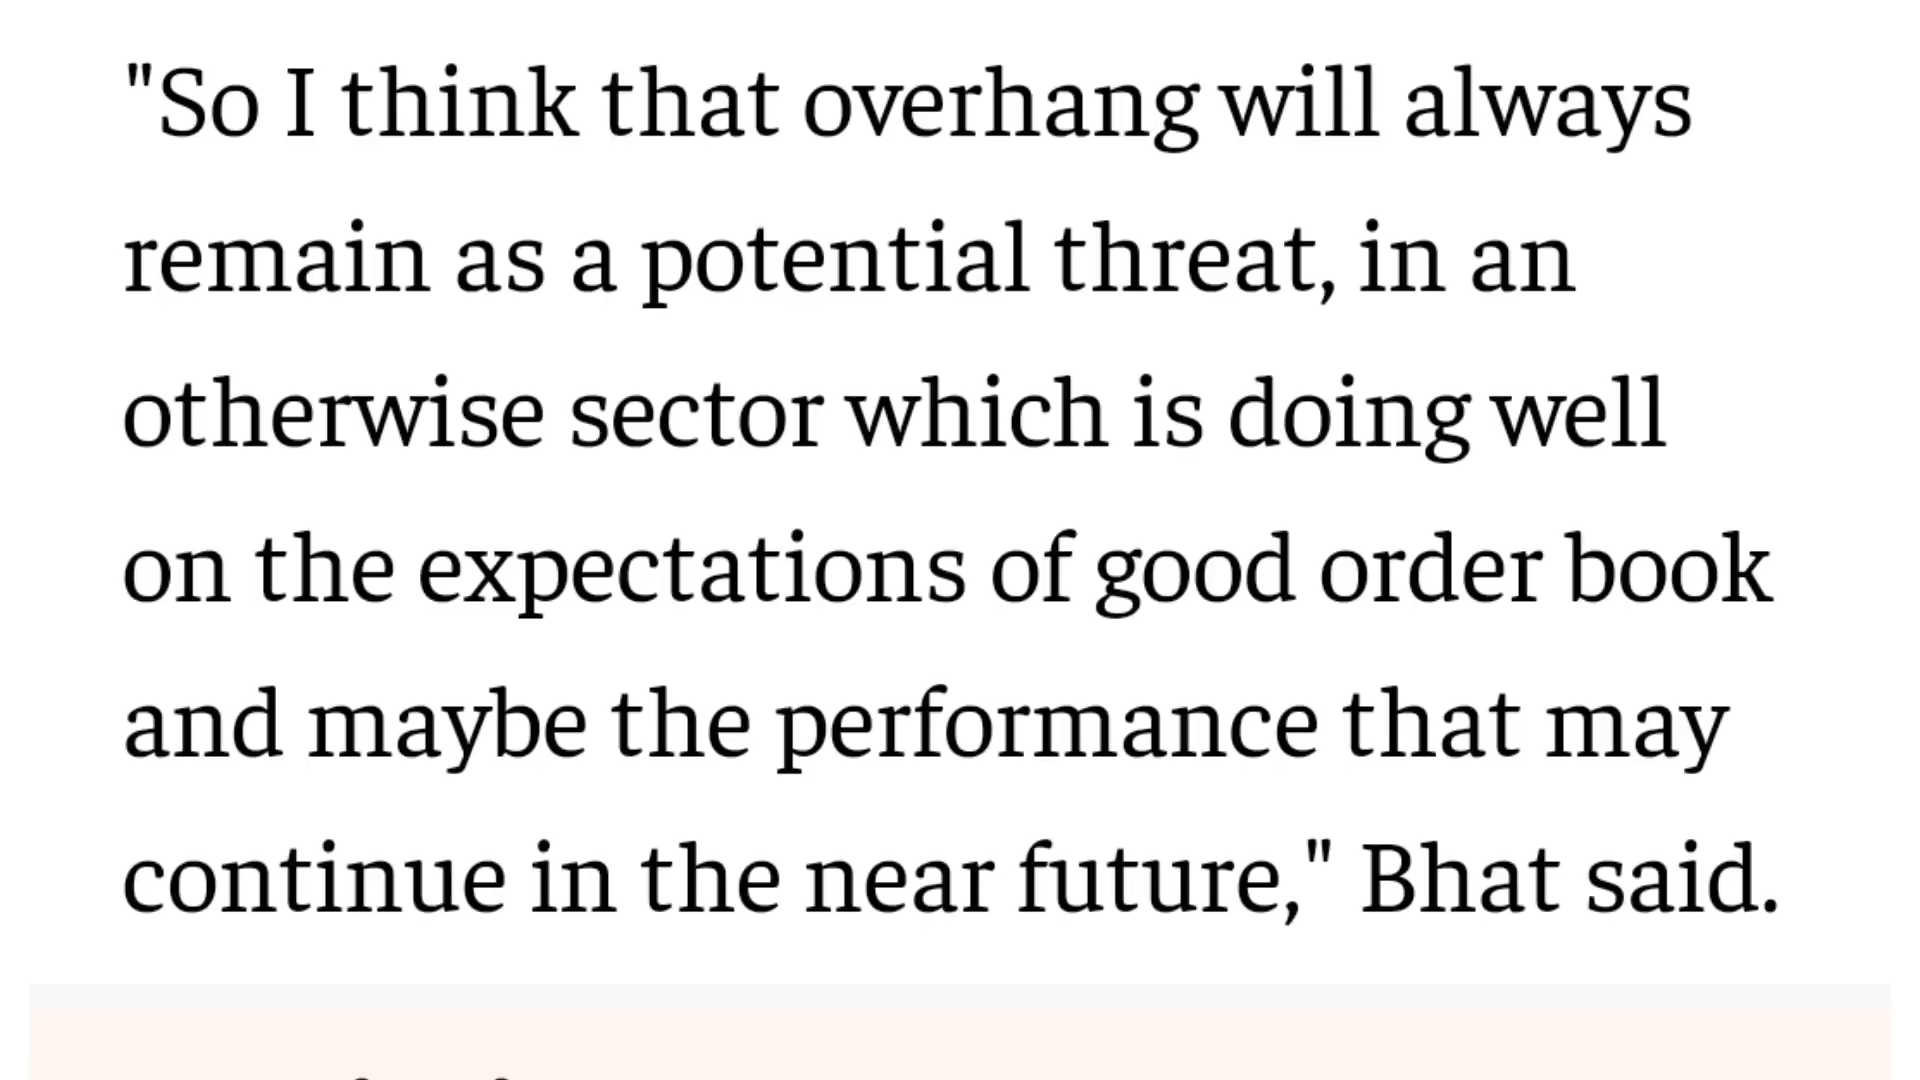 "So I think that overhang will always
remain as a potential threat, in an
otherwise sector which is doing well
on the expectations of good order book
and maybe the performance that may
continue in the near future," Bhat said.